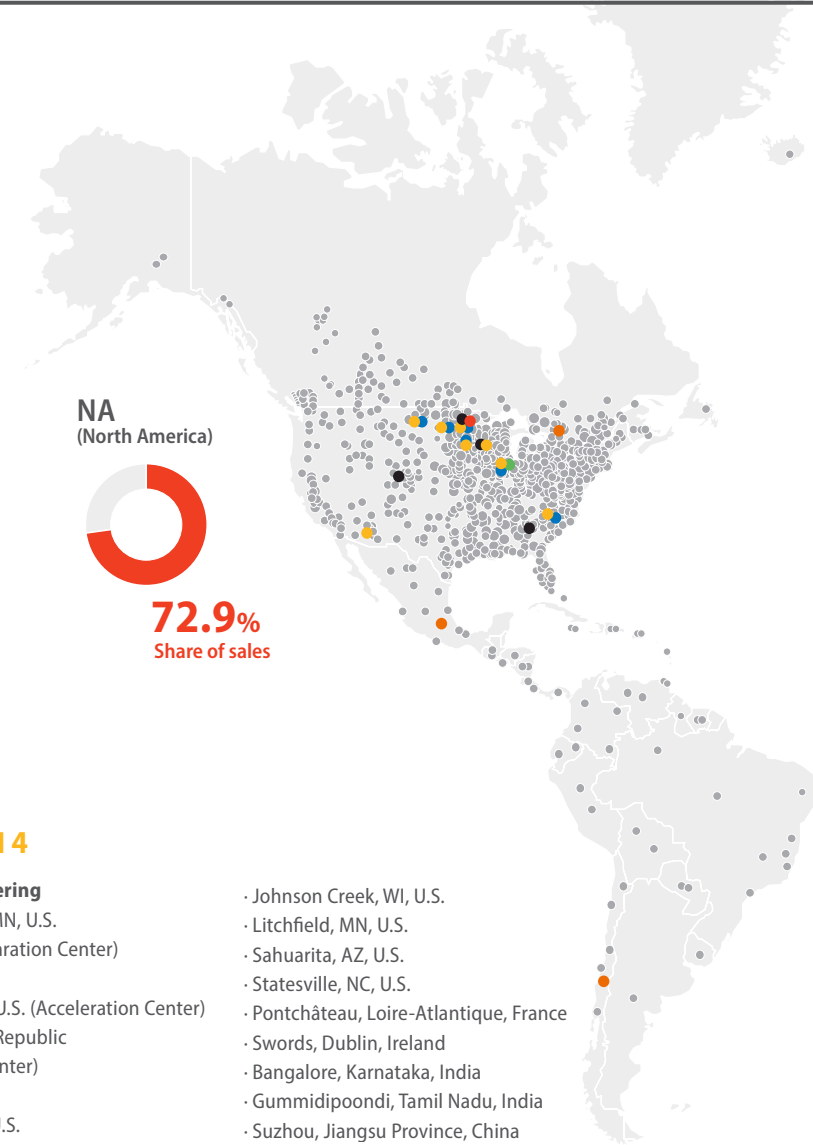 NA
(North America)
72.9%
Share of sales
14
ering
MN, U.S.
aration Center)
U.S. (Acceleration Center)
Republic
nter)
U.S.
· Johnson Creek, WI, U.S.
· Litchfield, MN, U.S.
· Sahuarita, AZ, U.S.
· Statesville, NC, U.S.
· Pontchâteau, Loire-Atlantique, France
· Swords, Dublin, Ireland
· Bangalore, Karnataka, India
· Gummidipoondi, Tamil Nadu, India
· Suzhou, Jiangsu Province, China